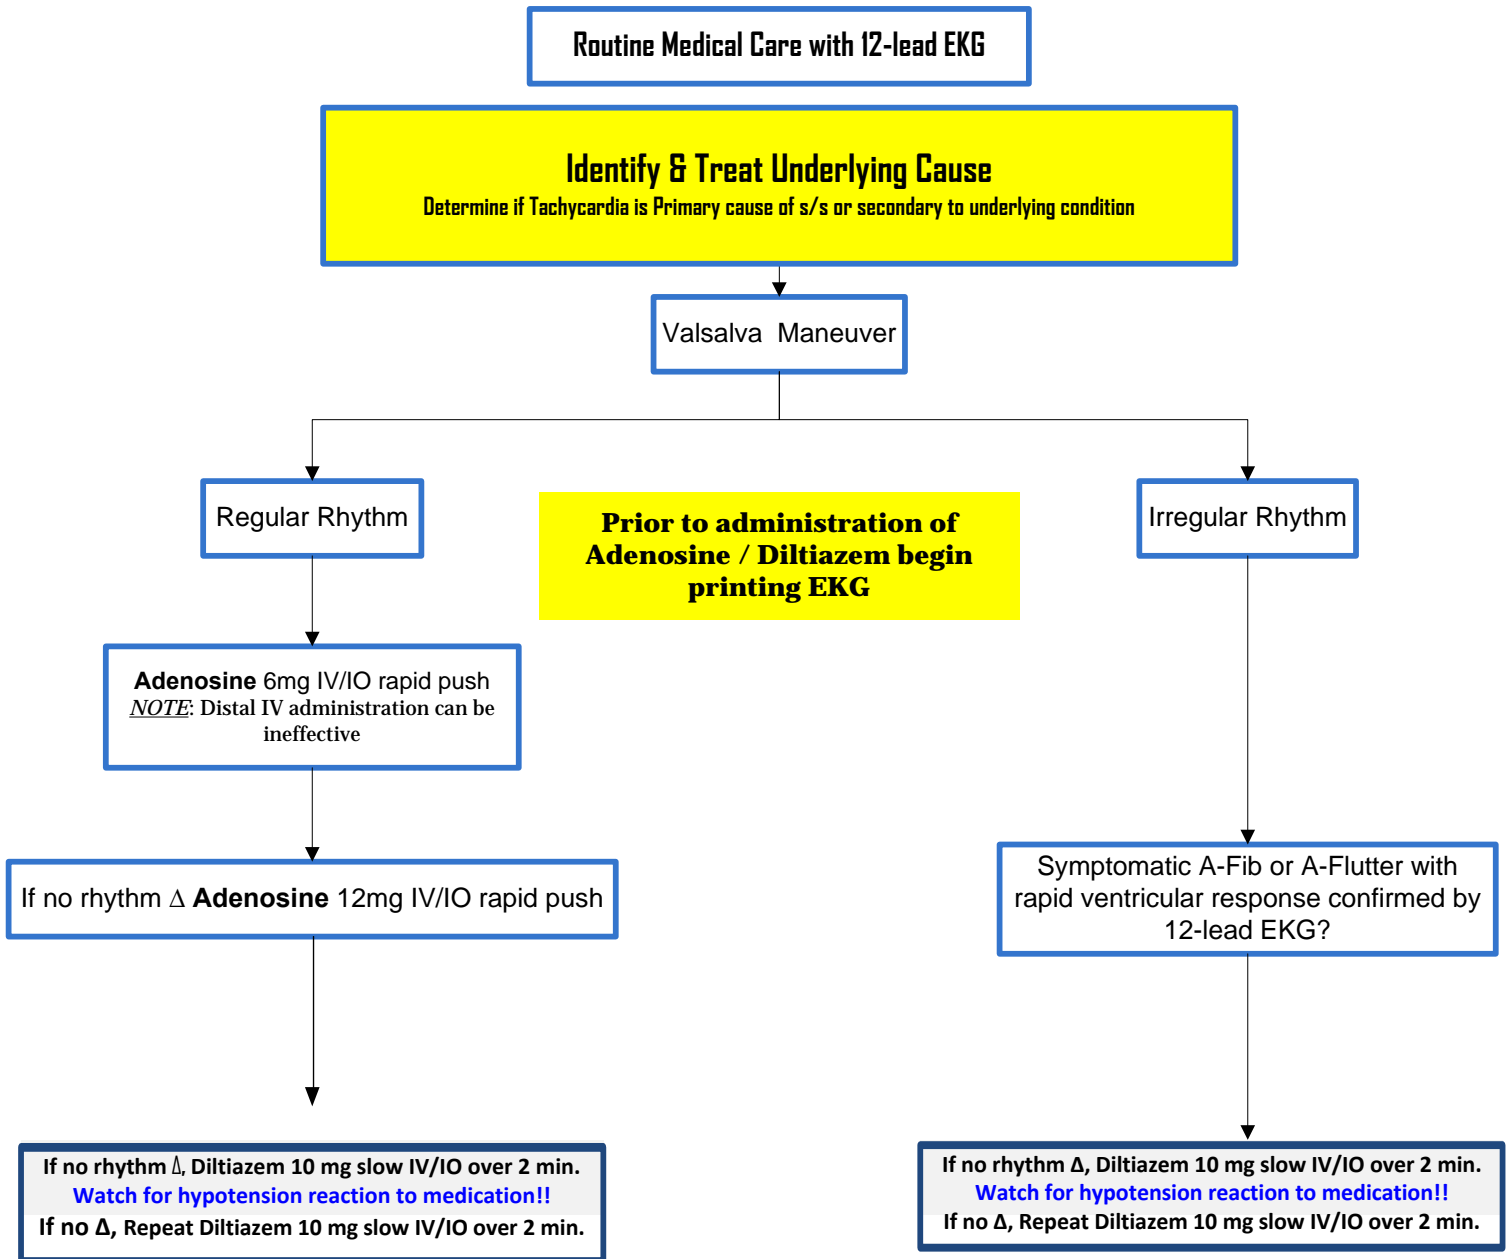 Routine Medical Care with 12-lead EKG
Identify & Treat Underlying Cause
Determine if Tachycardia is Primary cause of s/s or secondary to underlying condition
Valsalva Maneuver
Regular Rhythm
Prior to administration of
Adenosine / Diltiazem begin
printing EKG
Irregular Rhythm
Adenosine 6mg IV/IO rapid push
NOTE: Distal IV administration can be
ineffective
If no rhythm Δ Adenosine 12mg IV/IO rapid push
Symptomatic A-Fib or A-Flutter with
rapid ventricular response confirmed by
12-lead EKG?
If no rhythm Δ, Diltiazem 10 mg slow IV/IO over 2 min.
Watch for hypotension reaction to medication!!
If no Δ, Repeat Diltiazem 10 mg slow IV/IO over 2 min.
If no rhythm Δ, Diltiazem 10 mg slow IV/IO over 2 min.
Watch for hypotension reaction to medication!!
If no Δ, Repeat Diltiazem 10 mg slow IV/IO over 2 min.